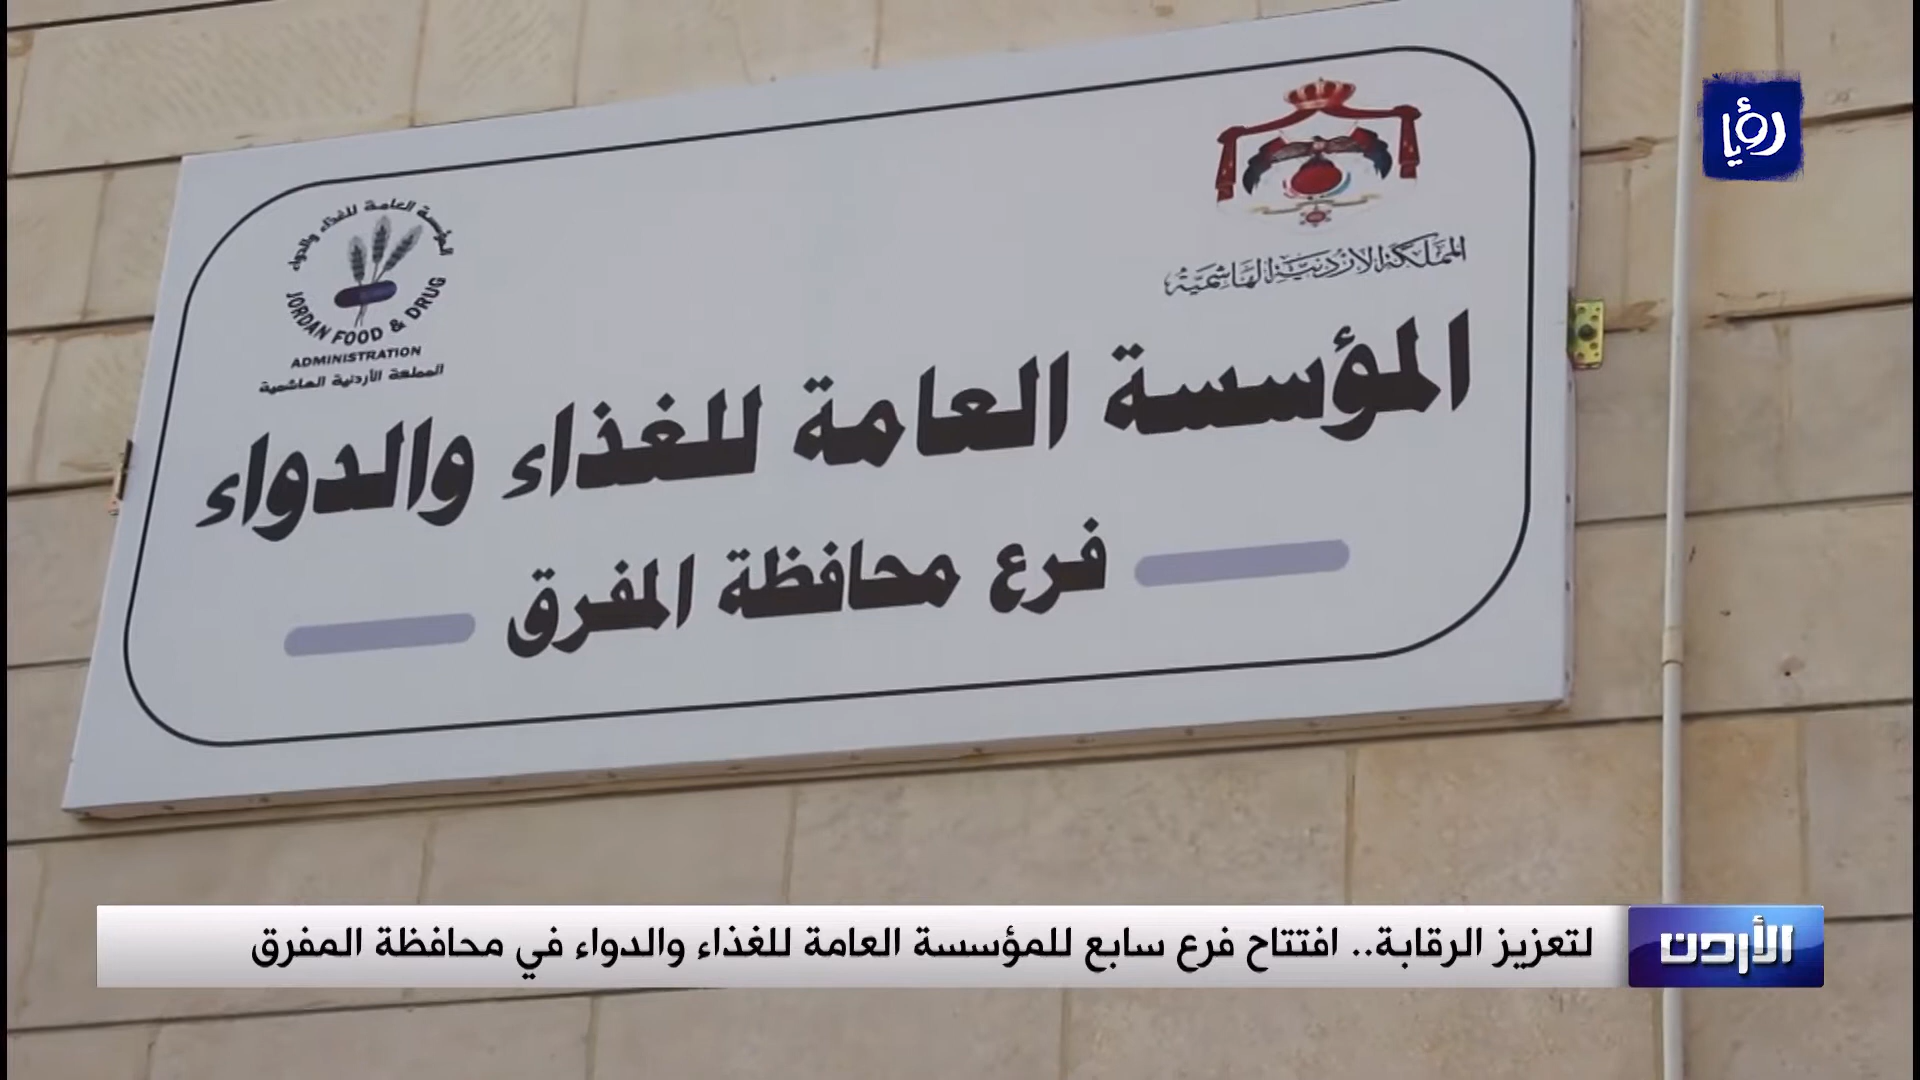 رؤيا
المملكة الأردنية الهاشمية
المؤسسة العامة للغذاء والدواء
JORDAN FOOD & DRUG
ADMINISTRATION
المملكة الأردنية الهاشمية
المؤسسة العامة للغذاء والدواء
فرع محافظة المفرق
الأردن
لتعزيز الرقابة.. افتتاح فرع سابع للمؤسسة العامة للغذاء والدواء في محافظة المفرق